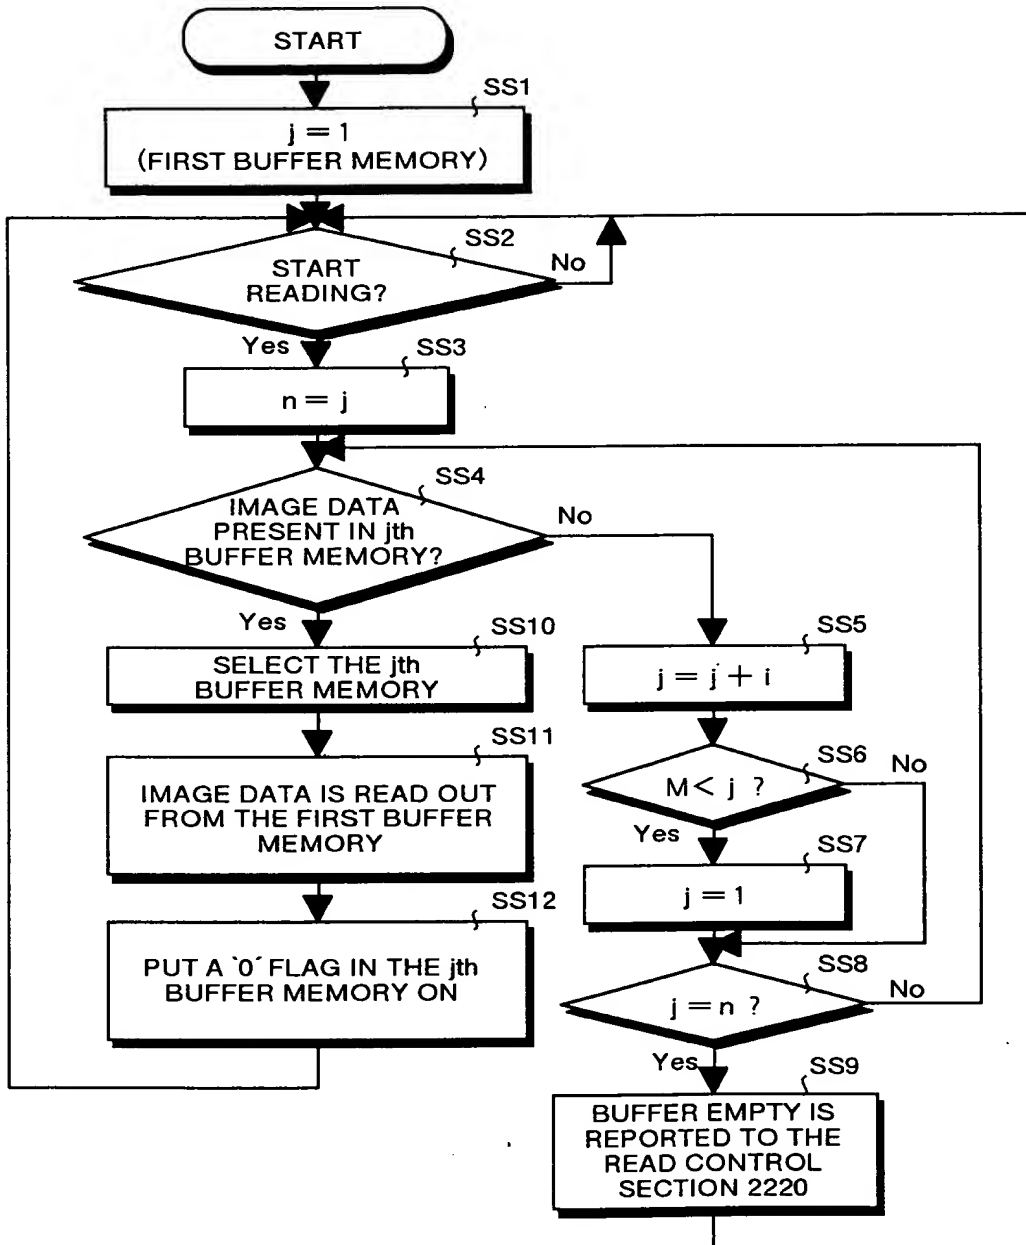 START
SS1
j = 1
(FIRST BUFFER MEMORY)
SS2
START
READING?
No
Yes
SS3
n = j
SS4
IMAGE DATA
PRESENT IN jth
BUFFER MEMORY?
No
Yes
SS10
SELECT THE jth
BUFFER MEMORY
SS11
IMAGE DATA IS READ OUT
FROM THE FIRST BUFFER
MEMORY
SS12
PUT A '0' FLAG IN THE jth
BUFFER MEMORY ON
SS5
j = j + i
SS6
M < j ?
No
Yes
SS7
j = 1
SS8
j = n ?
No
Yes
SS9
BUFFER EMPTY IS
REPORTED TO THE
READ CONTROL
SECTION 2220